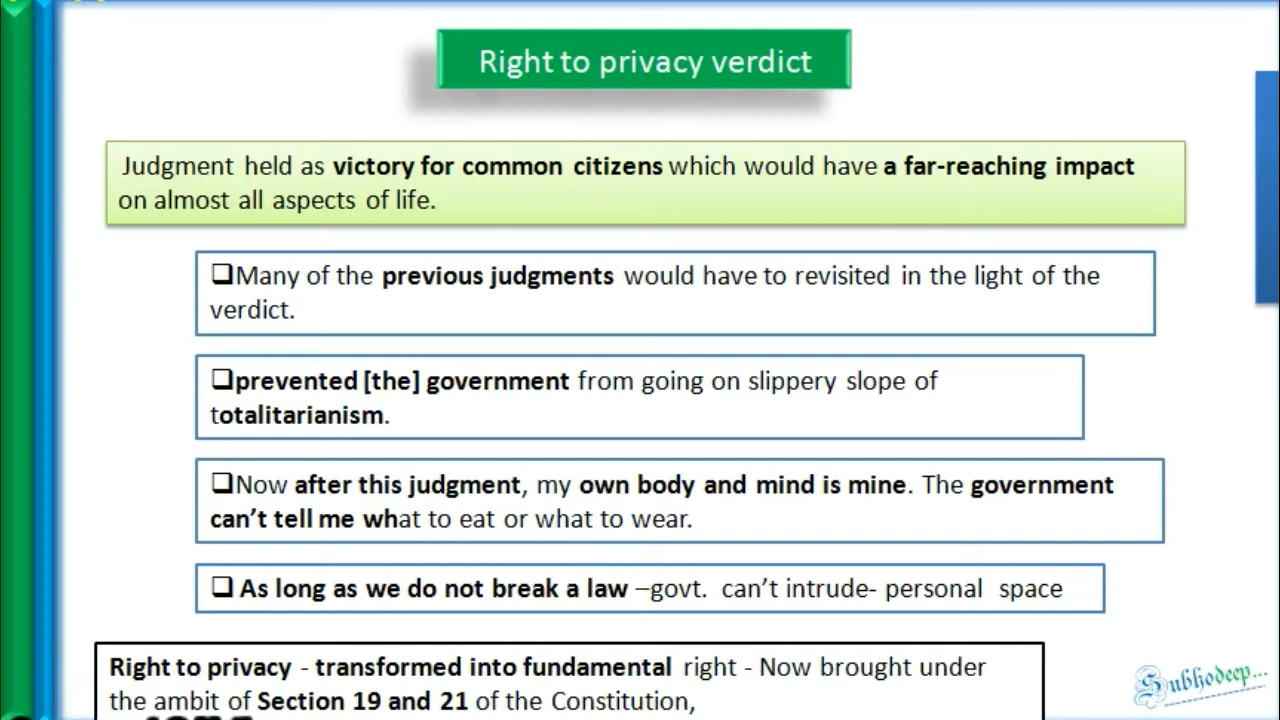 Right to privacy verdict
Judgment held as victory for common citizens which would have a far-reaching impact
on almost all aspects of life.
❑Many of the previous judgments would have to revisited in the light of the
verdict.
❑prevented [the] government from going on slippery slope of
totalitarianism.
❑Now after this judgment, my own body and mind is mine. The government
can't tell me what to eat or what to wear.
❑ As long as we do not break a law –govt. can't intrude- personal space
Right to privacy - transformed into fundamental right - Now brought under
the ambit of Section 19 and 21 of the Constitution,
Subhodeep...